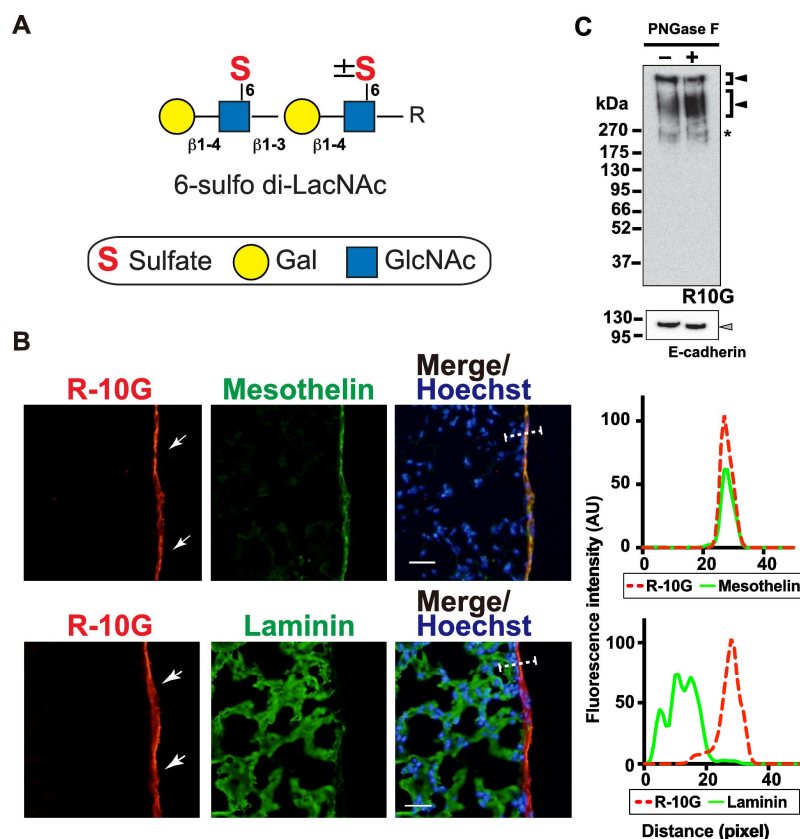 A
S ±S
6 6
R
β1-4 β1-3 β1-4
6-sulfo di-LacNAc
S Sulfate Gal GlcNAc
C
PNGase F
– +
kDa
270
175
130
95
66
52
37
*
R10G
130
95
E-cadherin
B
R-10G Mesothelin Merge/
Hoechst
R-10G Laminin Merge/
Hoechst
Fluorescence intensity (AU)
100
50
0
0 20 40
R-10G Mesothelin
100
50
0
0 20 40
R-10G Laminin
Distance (pixel)